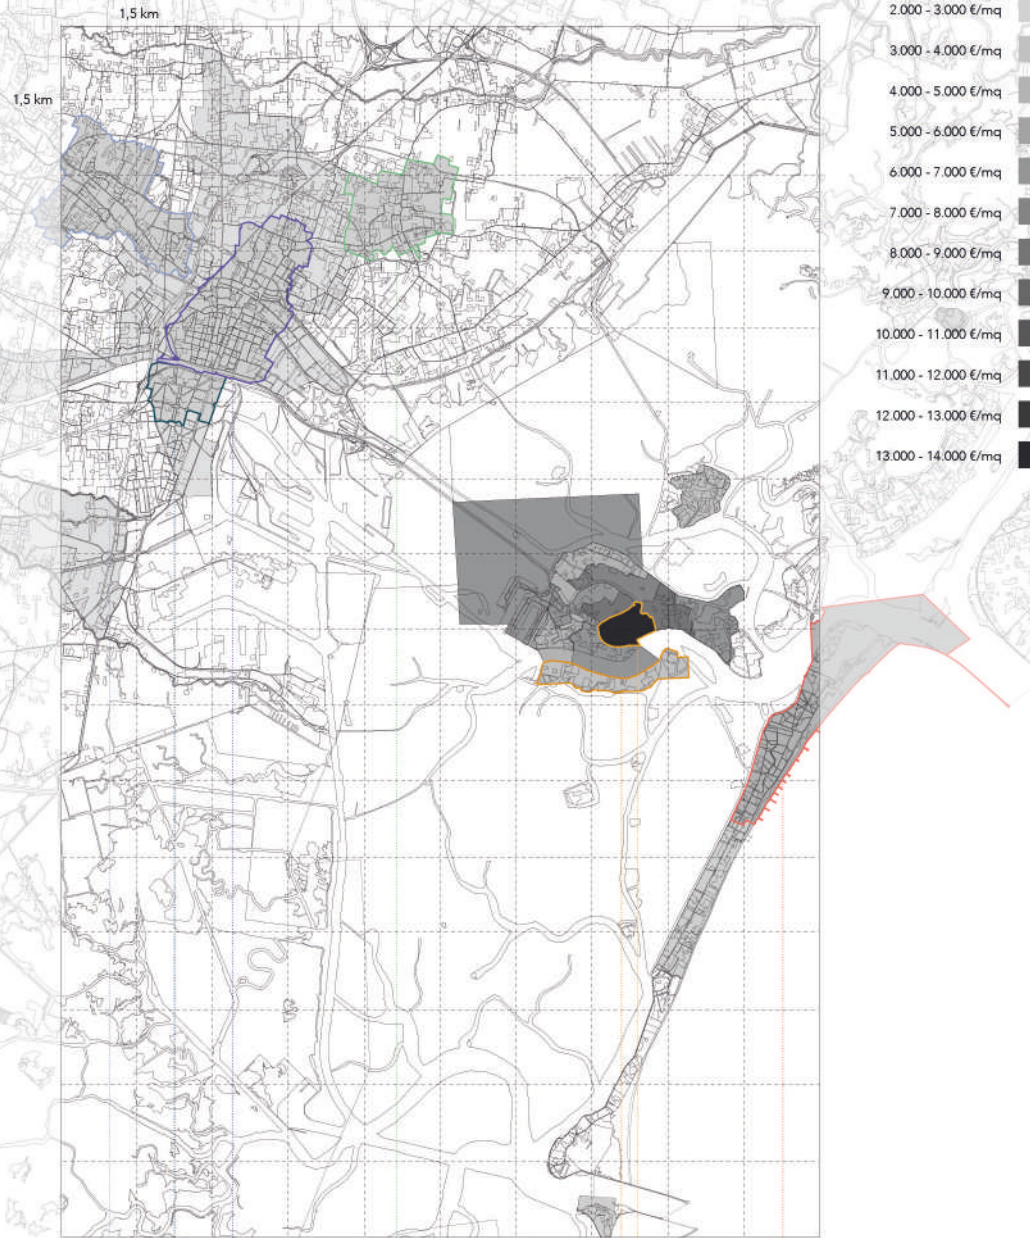 1,5 km
1,5 km
2.000 - 3.000 €/mq
3.000 - 4.000 €/mq
4.000 - 5.000 €/mq
5.000 - 6.000 €/mq
6.000 - 7.000 €/mq
7.000 - 8.000 €/mq
8.000 - 9.000 €/mq
9.000 - 10.000 €/mq
10.000 - 11.000 €/mq
11.000 - 12.000 €/mq
12.000 - 13.000 €/mq
13.000 - 14.000 €/mq